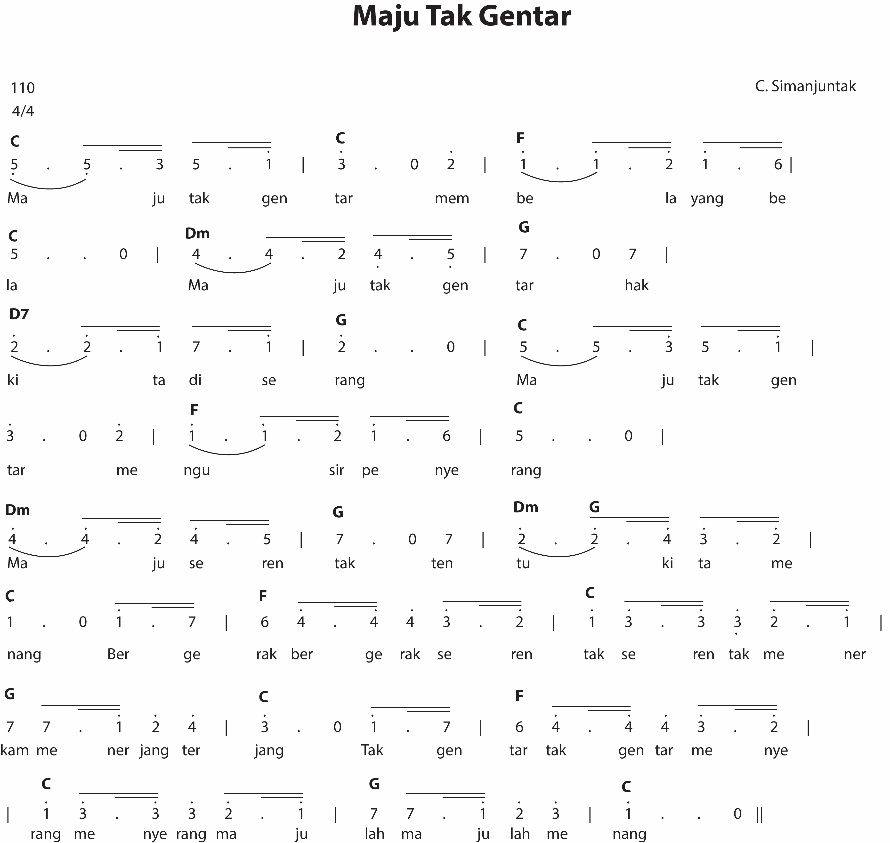 Maju Tak Gentar
110
C. Simanjuntak
4/4
C C F
5 . 5 . 3 5 . 1 | 3 . 0 2 | 1 . 1 . 2 1 . 6 |
Ma ju tak gen tar mem be la yang be
C Dm G
5 . . 0 | 4 . 4 . 2 4 . 5 | 7 . 0 7 |
la Ma ju tak gen tar hak
D7 G C
2 . 2 . 1 7 . 1 | 2 . . 0 | 5 . 5 . 3 5 . 1 |
ki ta di se rang Ma ju tak gen
F C
3 . 0 2 | 1 . 1 . 2 1 . 6 | 5 . . 0 |
tar me ngu sir pe nye rang
Dm G Dm G
4 . 4 . 2 4 . 5 | 7 . 0 7 | 2 . 2 . 4 3 . 2 |
Ma ju se ren tak ten tu ki ta me
C F C
1 . 0 1 . 7 | 6 4 . 4 4 3 . 2 | 1 3 . 3 3 2 . 1 |
nang Ber ge rak ber ge rak se ren tak se ren tak me ner
G C F
7 7 . 1 2 4 | 3 . 0 1 . 7 | 6 4 . 4 4 3 . 2 |
kam me ner jang ter jang Tak gen tar tak gen tar me nye
C G C
| 1 3 . 3 3 2 . 1 | 7 7 . 1 2 3 | 1 . . 0 ||
rang me nye rang ma ju lah ma ju lah me nang